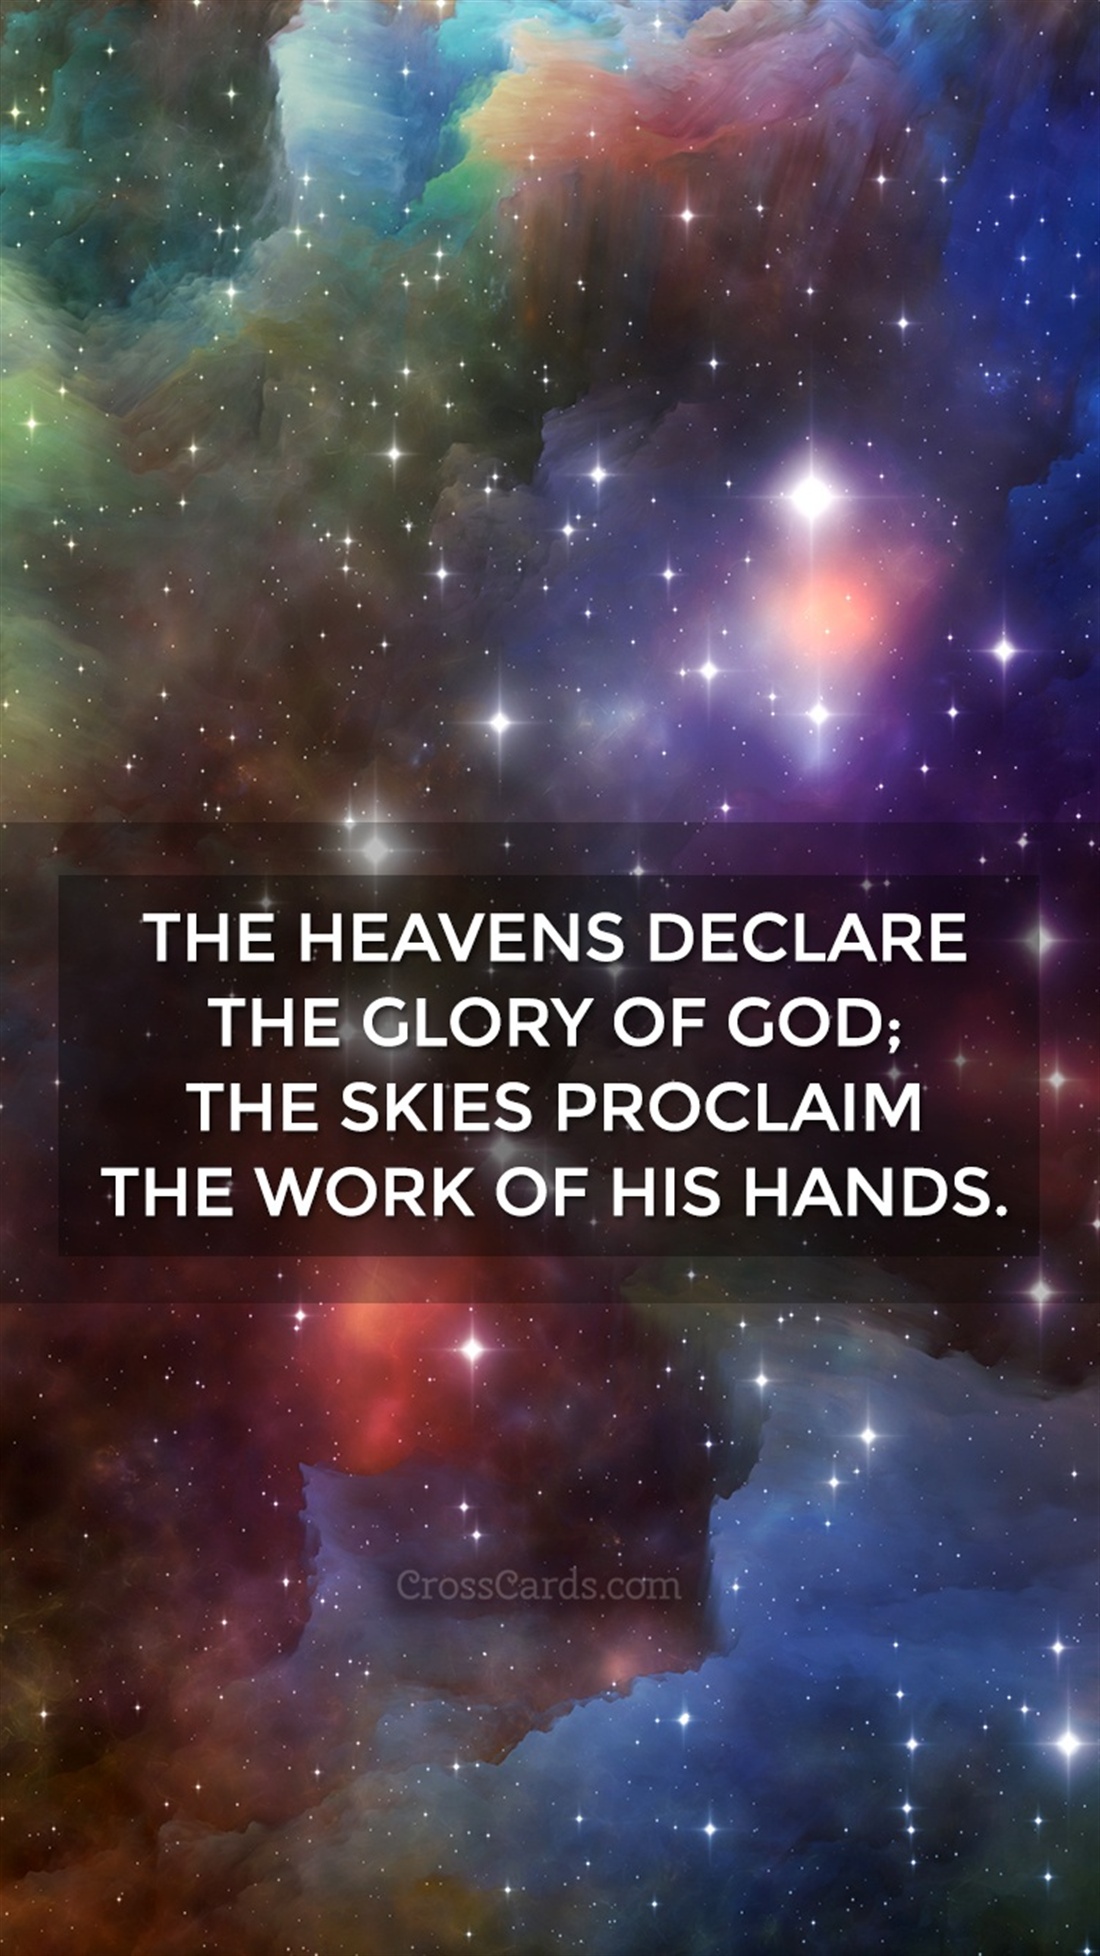 THE HEAVENS DECLARE
THE GLORY OF GOD;
THE SKIES PROCLAIM
THE WORK OF HIS HANDS.
CrossCards.com